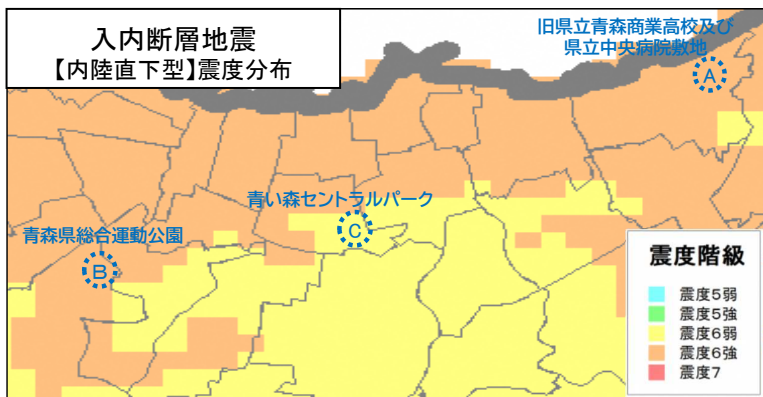 入内断層地震
【内陸直下型】震度分布
旧県立青森商業高校及び
県立中央病院敷地
A
青い森セントラルパーク
C
青森県総合運動公園
B
震度階級
震度5弱
震度5強
震度6弱
震度6強
震度7